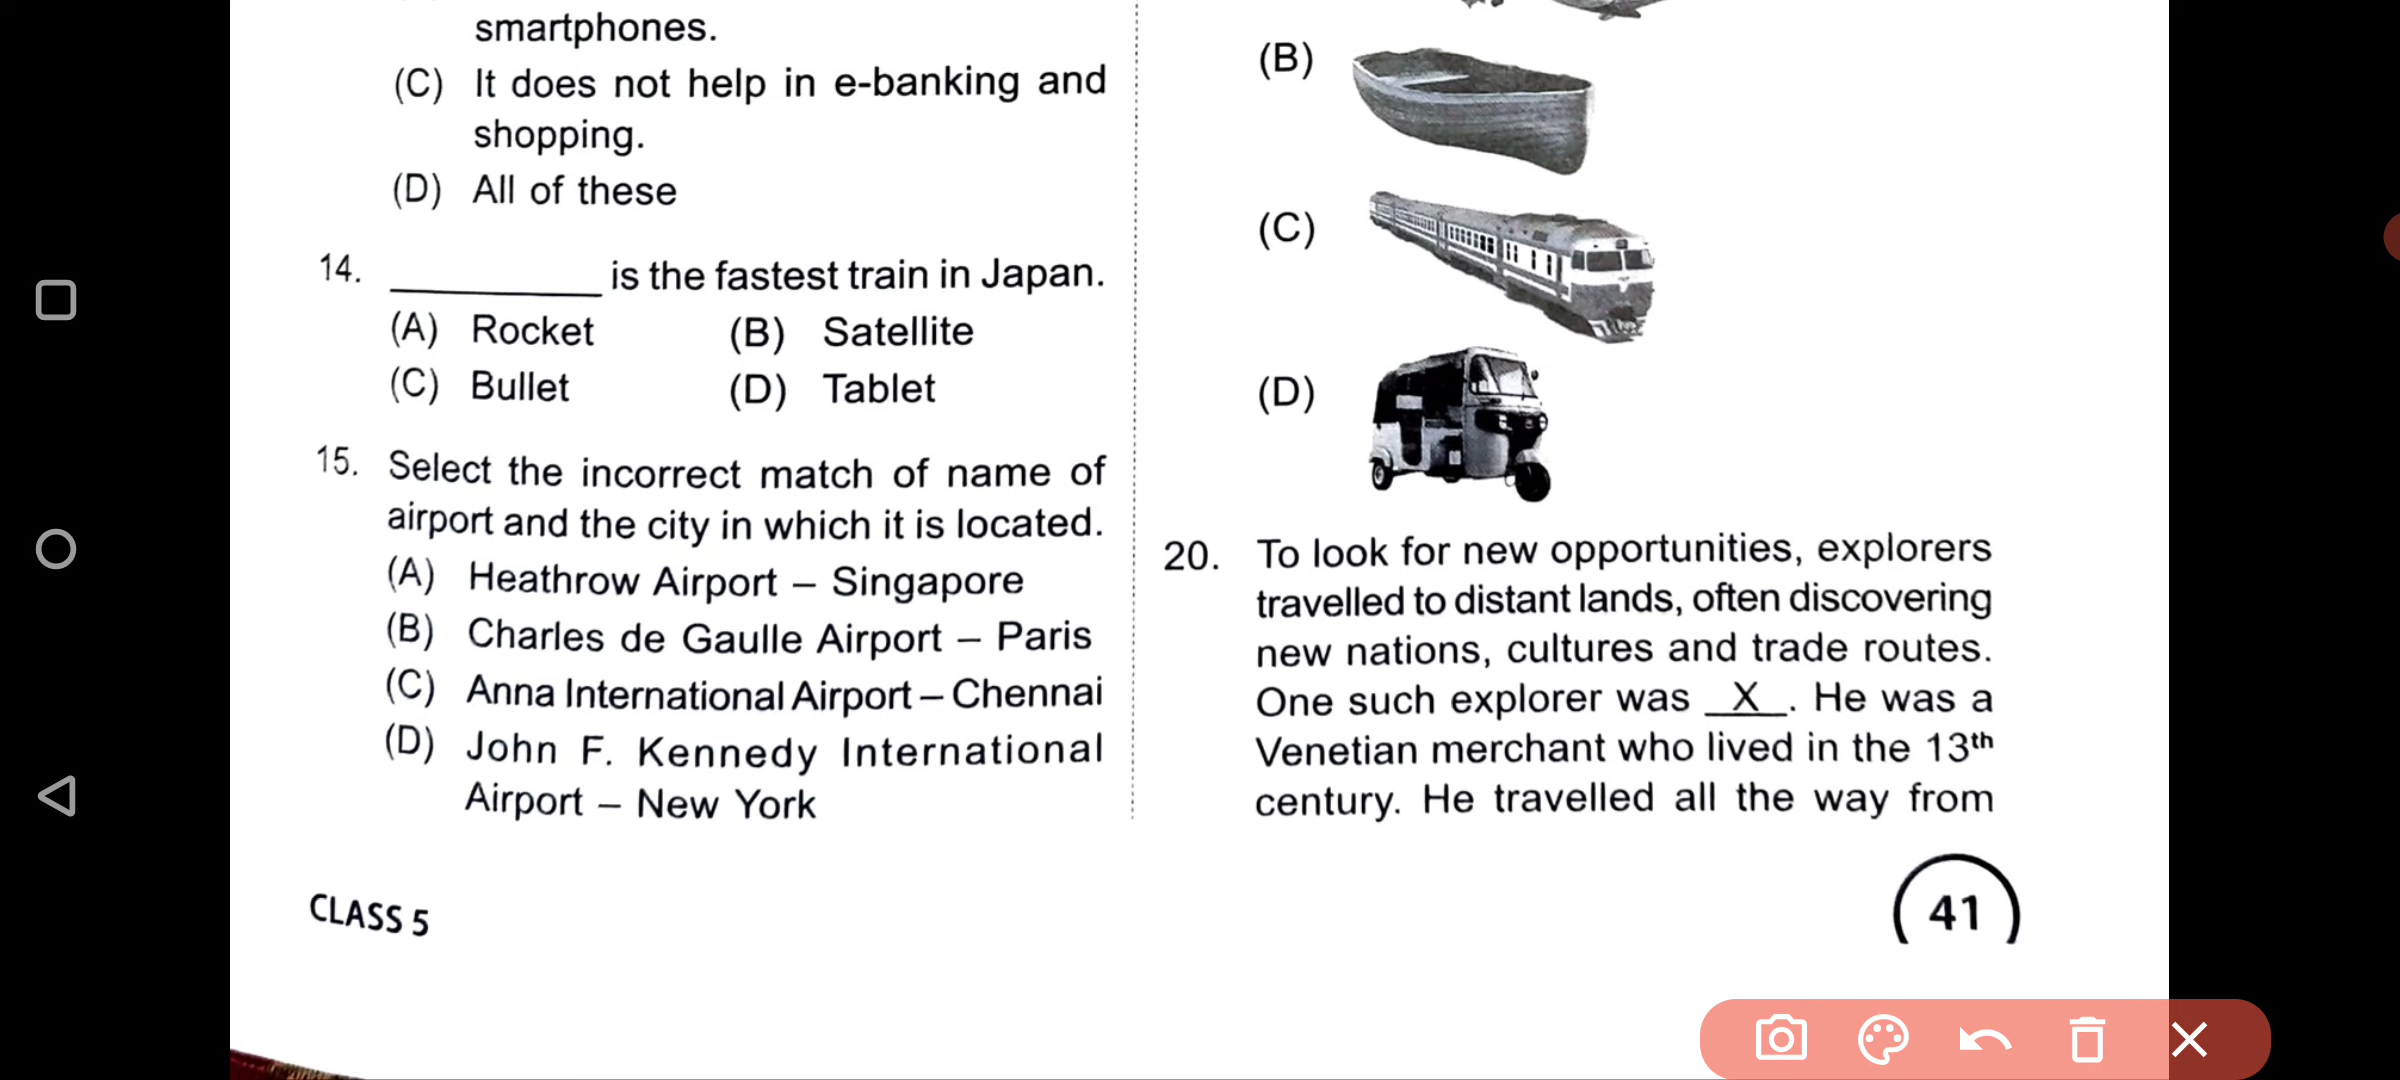 smartphones.
(C) It does not help in e-banking and
shopping.
(D) All of these
14. __________ is the fastest train in Japan.
(A) Rocket (B) Satellite
(C) Bullet (D) Tablet
15. Select the incorrect match of name of
airport and the city in which it is located.
(A) Heathrow Airport – Singapore
(B) Charles de Gaulle Airport – Paris
(C) Anna International Airport – Chennai
(D) John F. Kennedy International
Airport – New York
CLASS 5
(B)
(C)
(D)
20. To look for new opportunities, explorers
travelled to distant lands, often discovering
new nations, cultures and trade routes.
One such explorer was __X__. He was a
Venetian merchant who lived in the 13th
century. He travelled all the way from
41